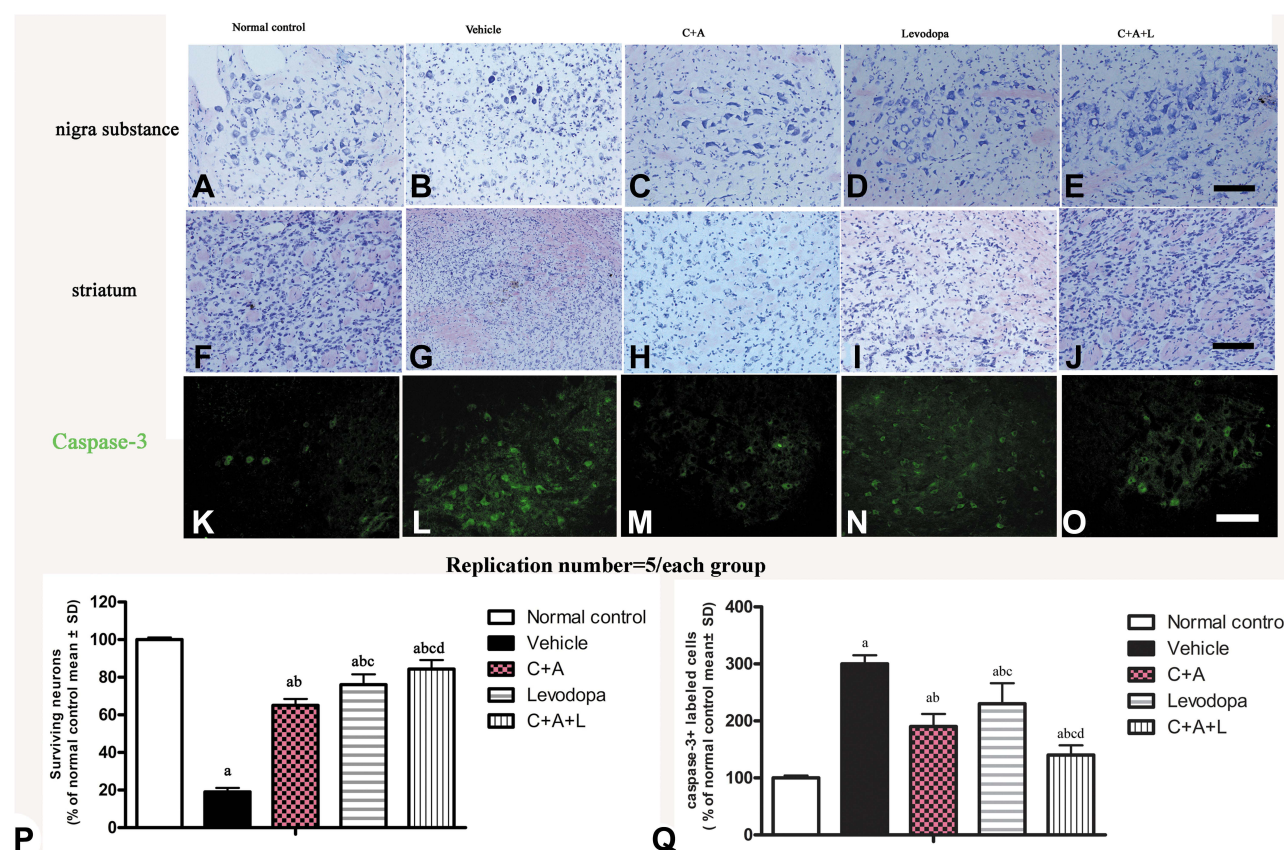 Normal control Vehicle C+A Levodopa C+A+L
nigra substance
A B C D E
striatum
F G H I J
Caspase-3
K L M N O
Replication number=5/each group
Surviving neurons
(% of normal control mean ± SD)
120
100
80
60
40
20
0
a
ab
abc
abcd
Normal control
Vehicle
C+A
Levodopa
C+A+L
P
caspase-3+ labeled cells
( % of normal control mean± SD)
400
300
200
100
0
a
ab
abc
abcd
Normal contro
Vehicle
C+A
Levodopa
C+A+L
Q